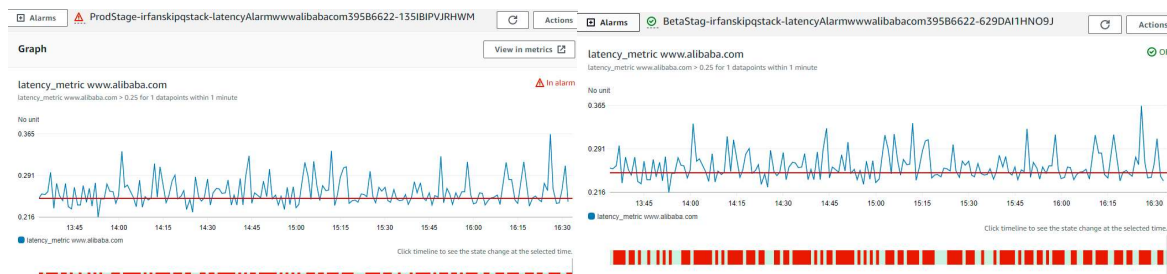 Alarms
ProdStage-irfanskipqstack-latencyAlarmwwwalibabacom395B6622-135IBIPVJRHWM
Actions
Graph
View in metrics
latency_metric www.alibaba.com
In alarm
latency_metric www.alibaba.com > 0.25 for 1 datapoints within 1 minute
No unit
0.365
0.291
0.216
13:45 14:00 14:15 14:30 14:45 15:00 15:15 15:30 15:45 16:00 16:15 16:30
latency_metric www.alibaba.com
Click timeline to see the state change at the selected time.
Alarms
BetaStag-irfanskipqstack-latencyAlarmwwwalibabacom395B6622-629DAI1HNO9J
Actions
latency_metric www.alibaba.com
latency_metric www.alibaba.com > 0.25 for 1 datapoints within 1 minute
No unit
0.365
0.291
0.216
13:45 14:00 14:15 14:30 14:45 15:00 15:15 15:30 15:45 16:00 16:15 16:30
latency_metric www.alibaba.com
Click timeline to see the state change at the selected time.